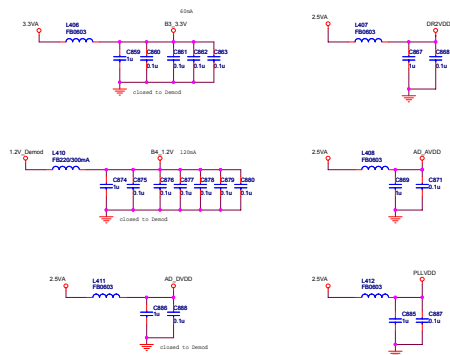 60mA
3.3VA
L406
FB0603
B3_3.3V
C859
1u
C860
0.1u
C861
0.1u
C862
0.1u
C863
0.1u
closed to Demod
2.5VA
L407
FB0603
DR2VDD
C867
1u
C868
0.1u
1.2V_Demod
L410
FB220/300mA
B4_1.2V
120mA
C874
1u
C875
0.1u
C876
0.1u
C877
0.1u
C878
0.1u
C879
0.1u
C880
0.1u
closed to Demod
2.5VA
L408
FB0603
AD_AVDD
C869
1u
C871
0.1u
2.5VA
L411
FB0603
AD_DVDD
C886
1u
C888
0.1u
closed to Demod
2.5VA
L412
FB0603
PLLVDD
C885
1u
C887
0.1u